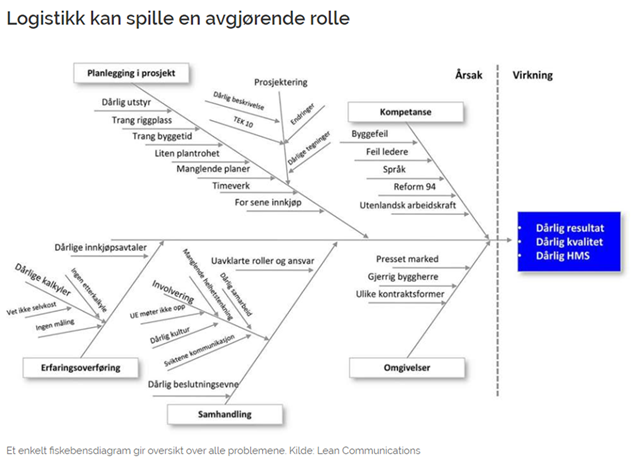 Logistikk kan spille en avgjørende rolle
Planlegging i prosjekt
Prosjektering
Årsak
Virkning
Dårlig utstyr
Trang riggplass
Trang byggetid
Liten plantrohet
Manglende planer
Timeverk
For sene innkjøp
Dårlig beskrivelse
TEK 10
Endringer
Dårlige tegninger
Kompetanse
Byggefeil
Feil ledere
Språk
Reform 94
Utenlandsk arbeidskraft
• Dårlig resultat
• Dårlig kvalitet
• Dårlig HMS
Dårlige innkjøpsavtaler
Dårlige kalkyler
Ingen etterkalkyle
Vet ikke selvkost
Ingen måling
Erfaringsoverføring
Uavklarte roller og ansvar
Involvering
Manglende helhetstenkning
Dårlig samarbeid
UE møter ikke opp
Dårlig kultur
Sviktene kommunikasjon
Dårlig beslutningsevne
Samhandling
Presset marked
Gjerrig byggherre
Ulike kontraktsformer
Omgivelser
Et enkelt fiskebensdiagram gir oversikt over alle problemene. Kilde: Lean Communications